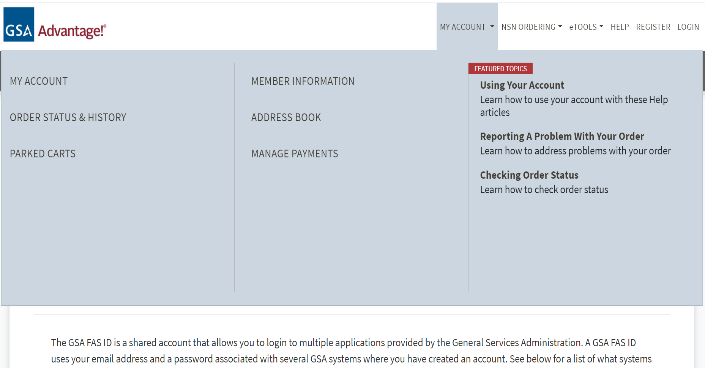 GSA Advantage!®
MY ACCOUNT NSN ORDERING eTOOLS HELP REGISTER LOGIN
MY ACCOUNT
ORDER STATUS & HISTORY
PARKED CARTS
MEMBER INFORMATION
ADDRESS BOOK
MANAGE PAYMENTS
FEATURED TOPICS
Using Your Account
Learn how to use your account with these Help
articles
Reporting A Problem With Your Order
Learn how to address problems with your order
Checking Order Status
Learn how to check order status
The GSA FAS ID is a shared account that allows you to login to multiple applications provided by the General Services Administration. A GSA FAS ID
uses your email address and a password associated with several GSA systems where you have created an account. See below for a list of what systems